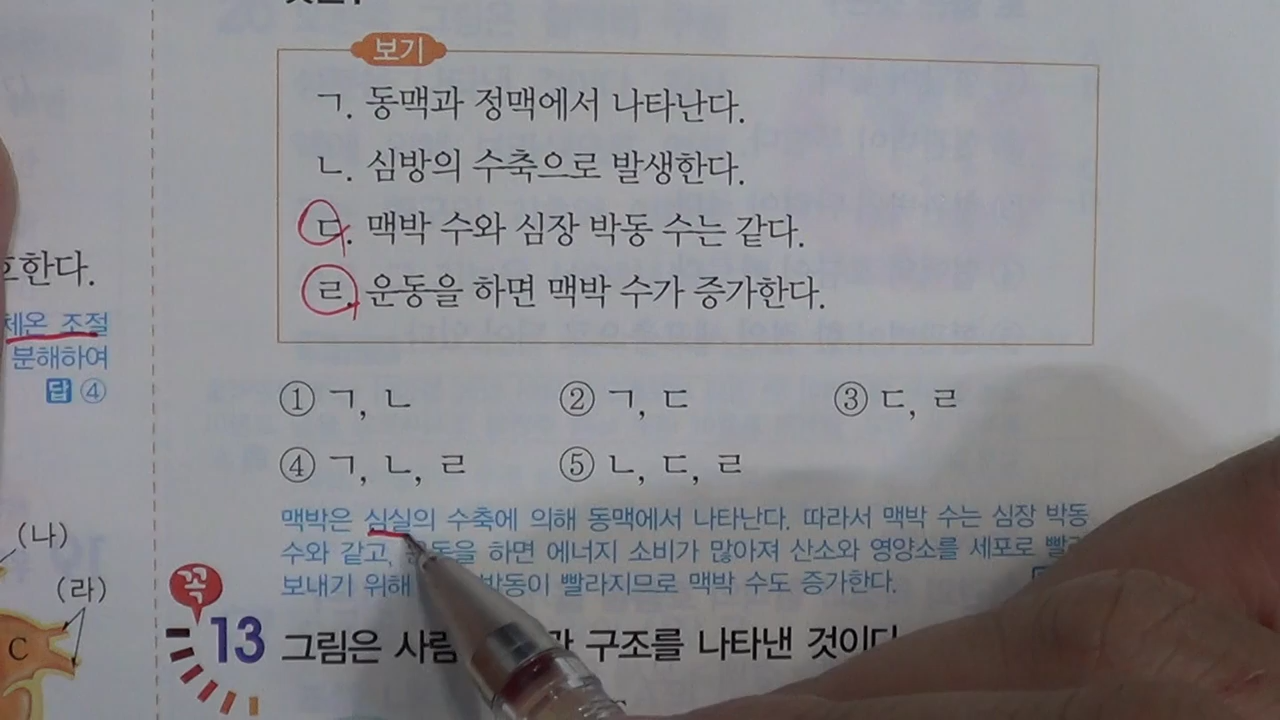 보기
ㄱ. 동맥과 정맥에서 나타난다.
ㄴ. 심방의 수축으로 발생한다.
ㄷ. 맥박 수와 심장 박동 수는 같다.
ㄹ. 운동을 하면 맥박 수가 증가한다.
① ㄱ, ㄴ ② ㄱ, ㄷ ③ ㄷ, ㄹ
④ ㄱ, ㄴ, ㄹ ⑤ ㄴ, ㄷ, ㄹ
맥박은 심실의 수축에 의해 동맥에서 나타난다. 따라서 맥박 수는 심장 박동
수와 같고, 운동을 하면 에너지 소비가 많아져 산소와 영양소를 세포로
보내기 위해 박동이 빨라지므로 맥박 수도 증가한다.
꼭
13 그림은 구조를 나타낸 것이다
체온 조절
분해하여
답 ④
(나)
(라)
C